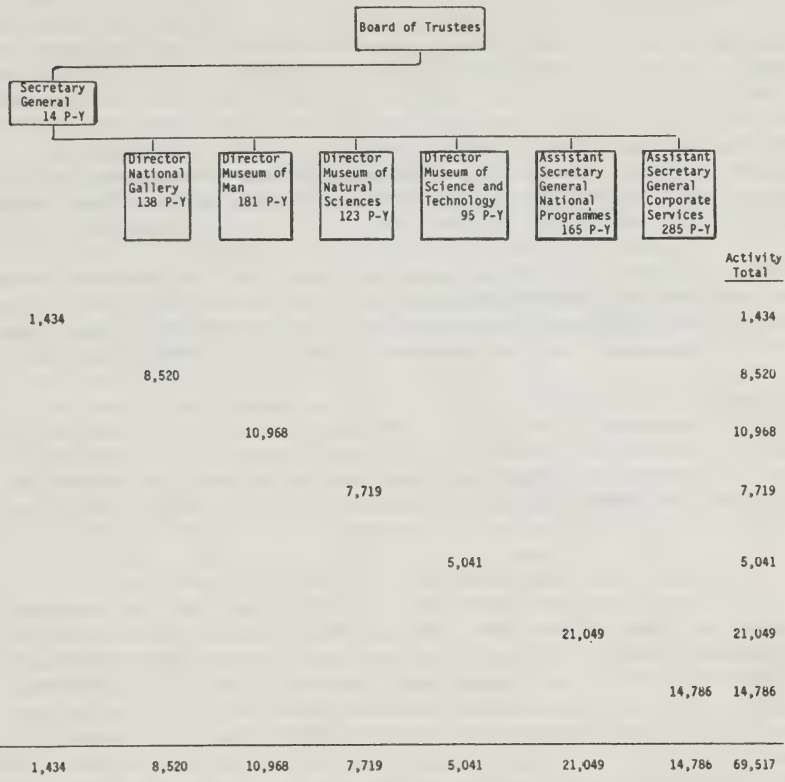 Board of Trustees
Secretary
General
14 P-Y
Director
National
Gallery
138 P-Y
Director
Museum of
Man
181 P-Y
Director
Museum of
Natural
Sciences
123 P-Y
Director
Museum of
Science and
Technology
95 P-Y
Assistant
Secretary
General
National
Programmes
165 P-Y
Assistant
Secretary
General
Corporate
Services
285 P-Y
Activity
Total
1,434 1,434
8,520 8,520
10,968 10,968
7,719 7,719
5,041 5,041
21,049 21,049
14,786 14,786
1,434 8,520 10,968 7,719 5,041 21,049 14,786 69,517